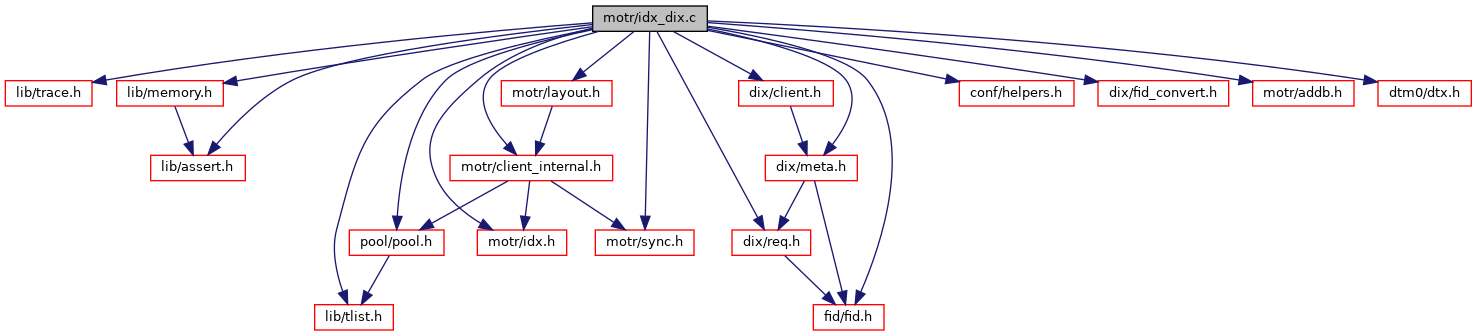 motr/idx_dix.c
lib/trace.h
lib/memory.h
motr/layout.h
dix/client.h
conf/helpers.h
dix/fid_convert.h
motr/addb.h
dtm0/dtx.h
lib/assert.h
motr/client_internal.h
dix/meta.h
pool/pool.h
motr/idx.h
motr/sync.h
dix/req.h
lib/tlist.h
fid/fid.h